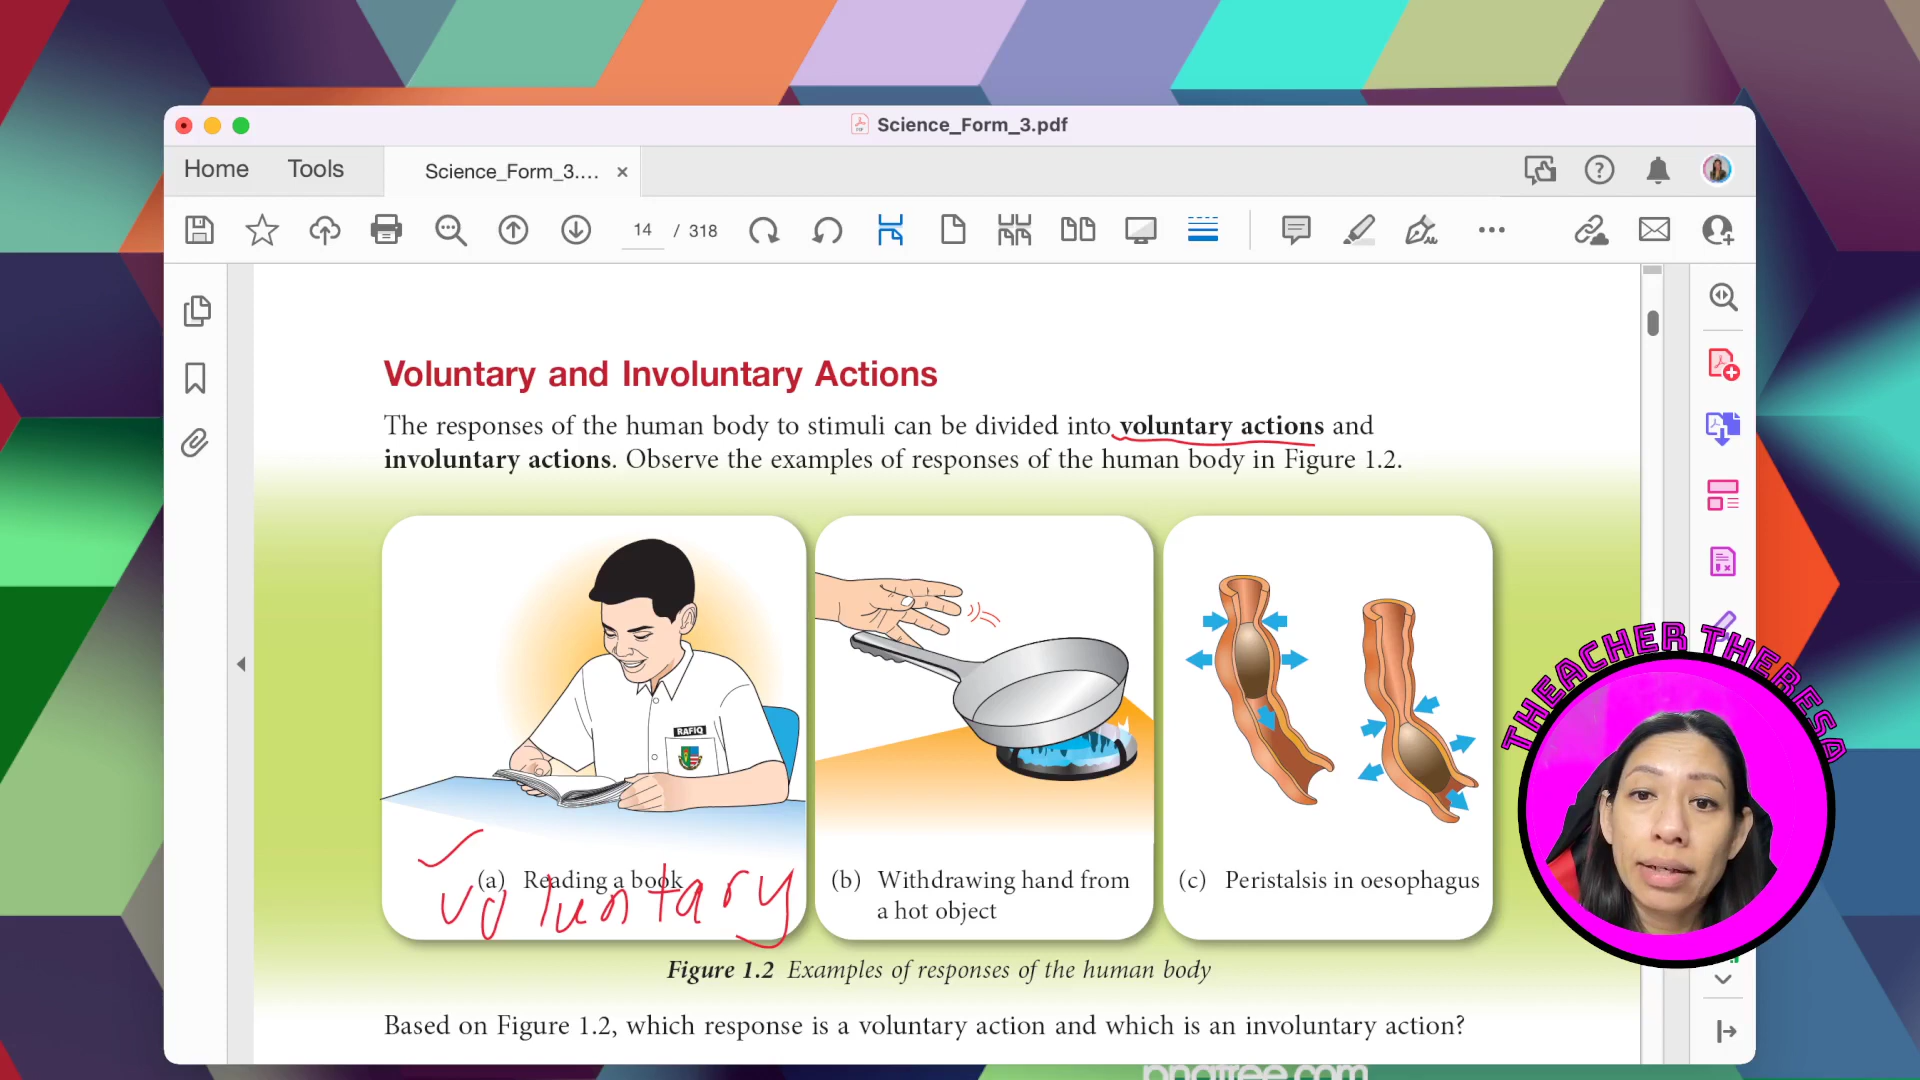 Science_Form_3.pdf
Home Tools Science_Form_3.... ×
14 / 318
Voluntary and Involuntary Actions
The responses of the human body to stimuli can be divided into voluntary actions and
involuntary actions. Observe the examples of responses of the human body in Figure 1.2.
RAFIQ
(a) Reading a book
voluntary
(b) Withdrawing hand from
a hot object
(c) Peristalsis in oesophagus
THEACHER THERESA
Figure 1.2 Examples of responses of the human body
Based on Figure 1.2, which response is a voluntary action and which is an involuntary action?
pngtree.com